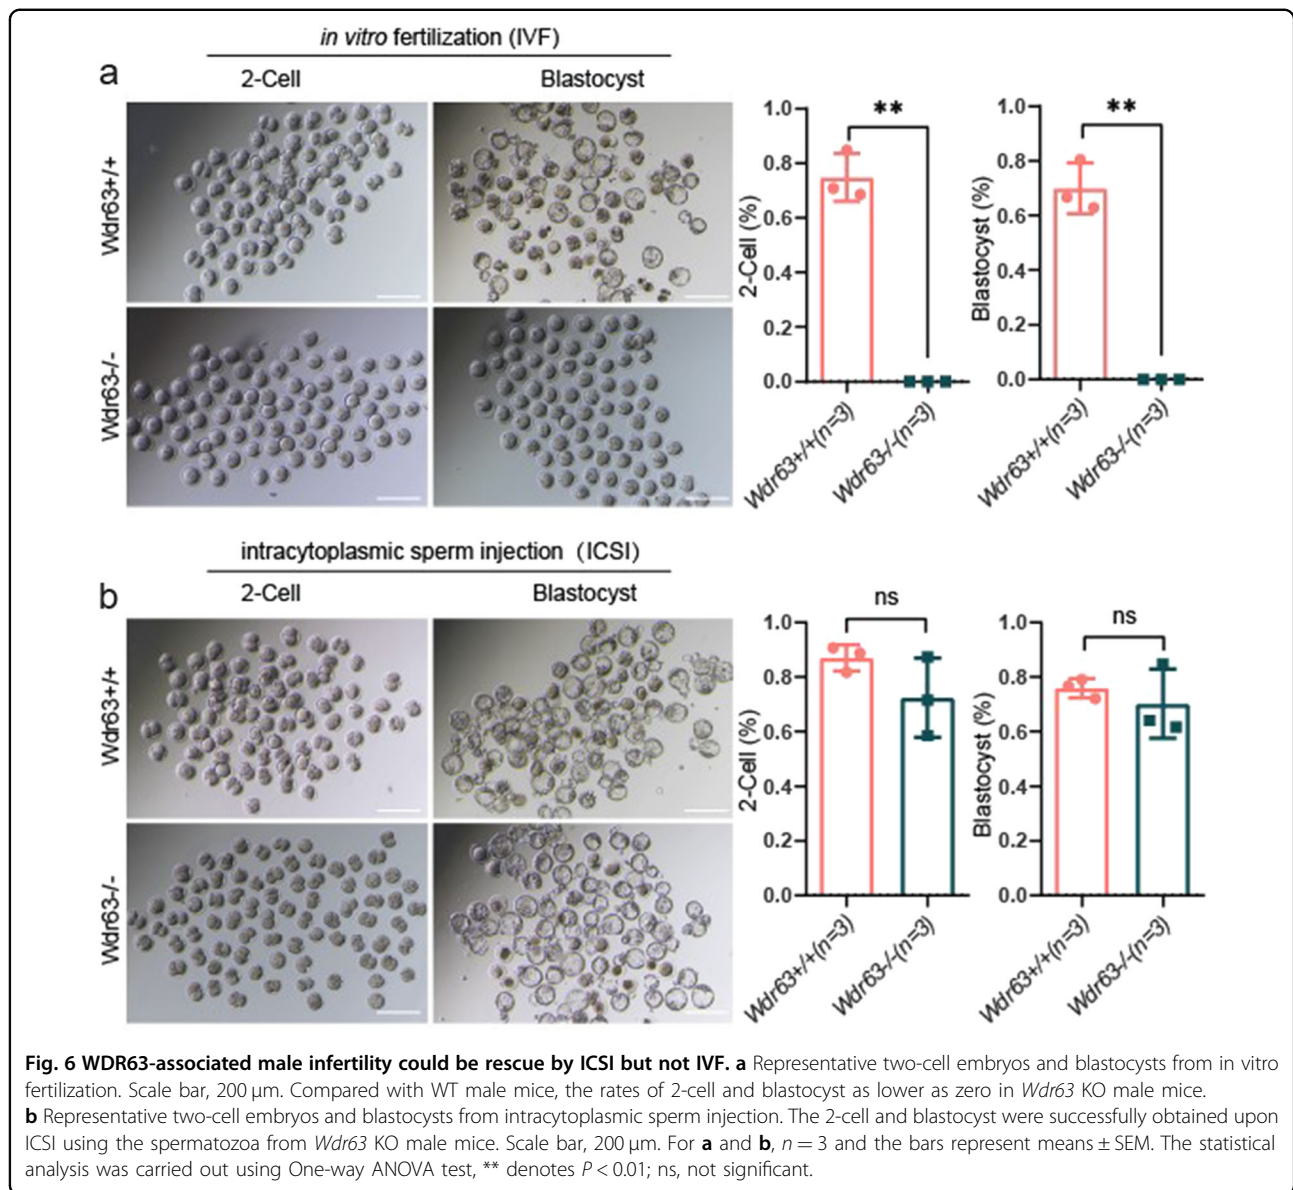 in vitro fertilization (IVF)
a
2-Cell
Blastocyst
Wdr63+/+
Wdr63-/-
1.0
0.8
0.6
0.4
0.2
0.0
2-Cell (%)
**
Wdr63+/+(n=3)
Wdr63-/-(n=3)
1.0
0.8
0.6
0.4
0.2
0.0
Blastocyst (%)
**
Wdr63+/+(n=3)
Wdr63-/-(n=3)
intracytoplasmic sperm injection (ICSI)
b
2-Cell
Blastocyst
Wdr63+/+
Wdr63-/-
1.0
0.8
0.6
0.4
0.2
0.0
2-Cell (%)
ns
Wdr63+/+(n=3)
Wdr63-/-(n=3)
1.0
0.8
0.6
0.4
0.2
0.0
Blastocyst (%)
ns
Wdr63+/+(n=3)
Wdr63-/-(n=3)
Fig. 6 WDR63-associated male infertility could be rescue by ICSI but not IVF. a Representative two-cell embryos and blastocysts from in vitro
fertilization. Scale bar, 200 μm. Compared with WT male mice, the rates of 2-cell and blastocyst as lower as zero in Wdr63 KO male mice.
b Representative two-cell embryos and blastocysts from intracytoplasmic sperm injection. The 2-cell and blastocyst were successfully obtained upon
ICSI using the spermatozoa from Wdr63 KO male mice. Scale bar, 200 μm. For a and b, n = 3 and the bars represent means ± SEM. The statistical
analysis was carried out using One-way ANOVA test, ** denotes P < 0.01; ns, not significant.